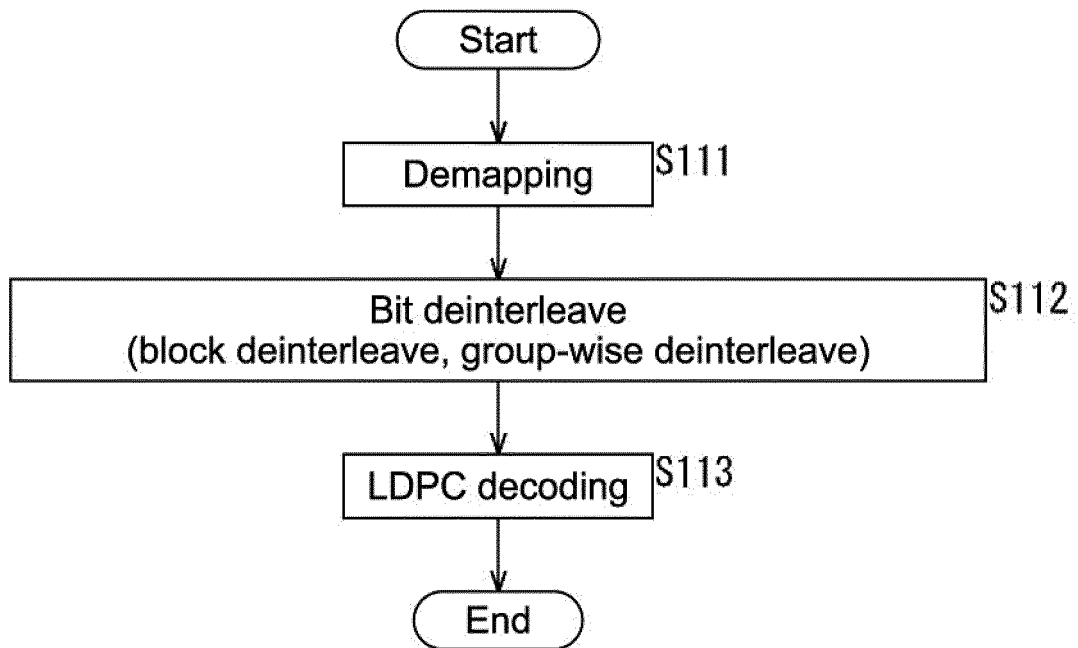 Start
Demapping
S111
Bit deinterleave
(block deinterleave, group-wise deinterleave)
S112
LDPC decoding
S113
End